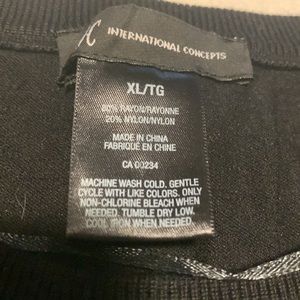 INTERNATIONAL CONCEPTS
XL/TG
80% RAYON/RAYONNE
20% NYLON/NYLON
MADE IN CHINA
FABRIQUÉ EN CHINE
CA 00234
MACHINE WASH COLD. GENTLE
CYCLE WITH LIKE COLORS. ONLY
NON-CHLORINE BLEACH WHEN
NEEDED. TUMBLE DRY LOW.
COOL IRON WHEN NEEDED.